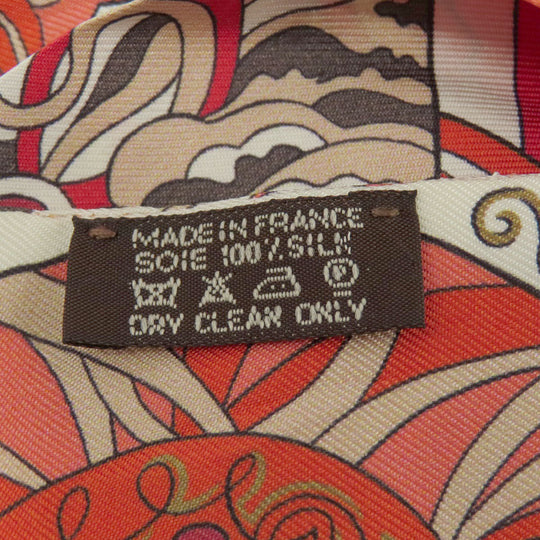 MADE IN FRANCE
SOIE 100% SILK
P
DRY CLEAN ONLY